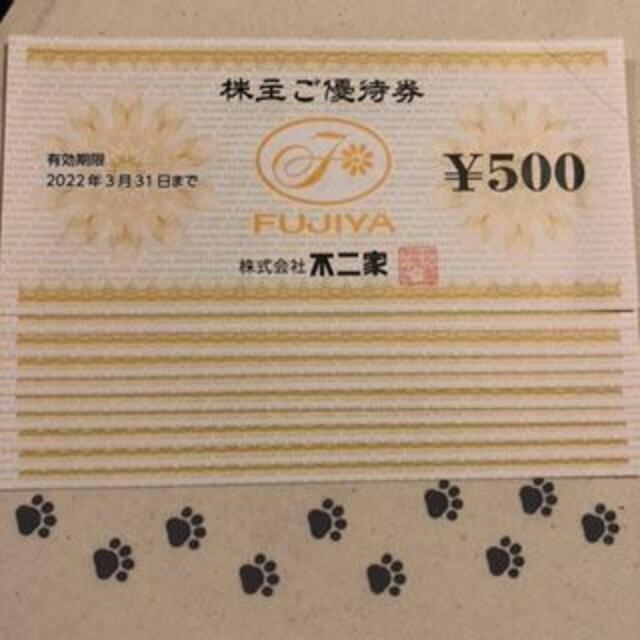 株主ご優待券
有効期限
2022年3月31日まで
F
FUJIYA
¥500
株式会社 不二家